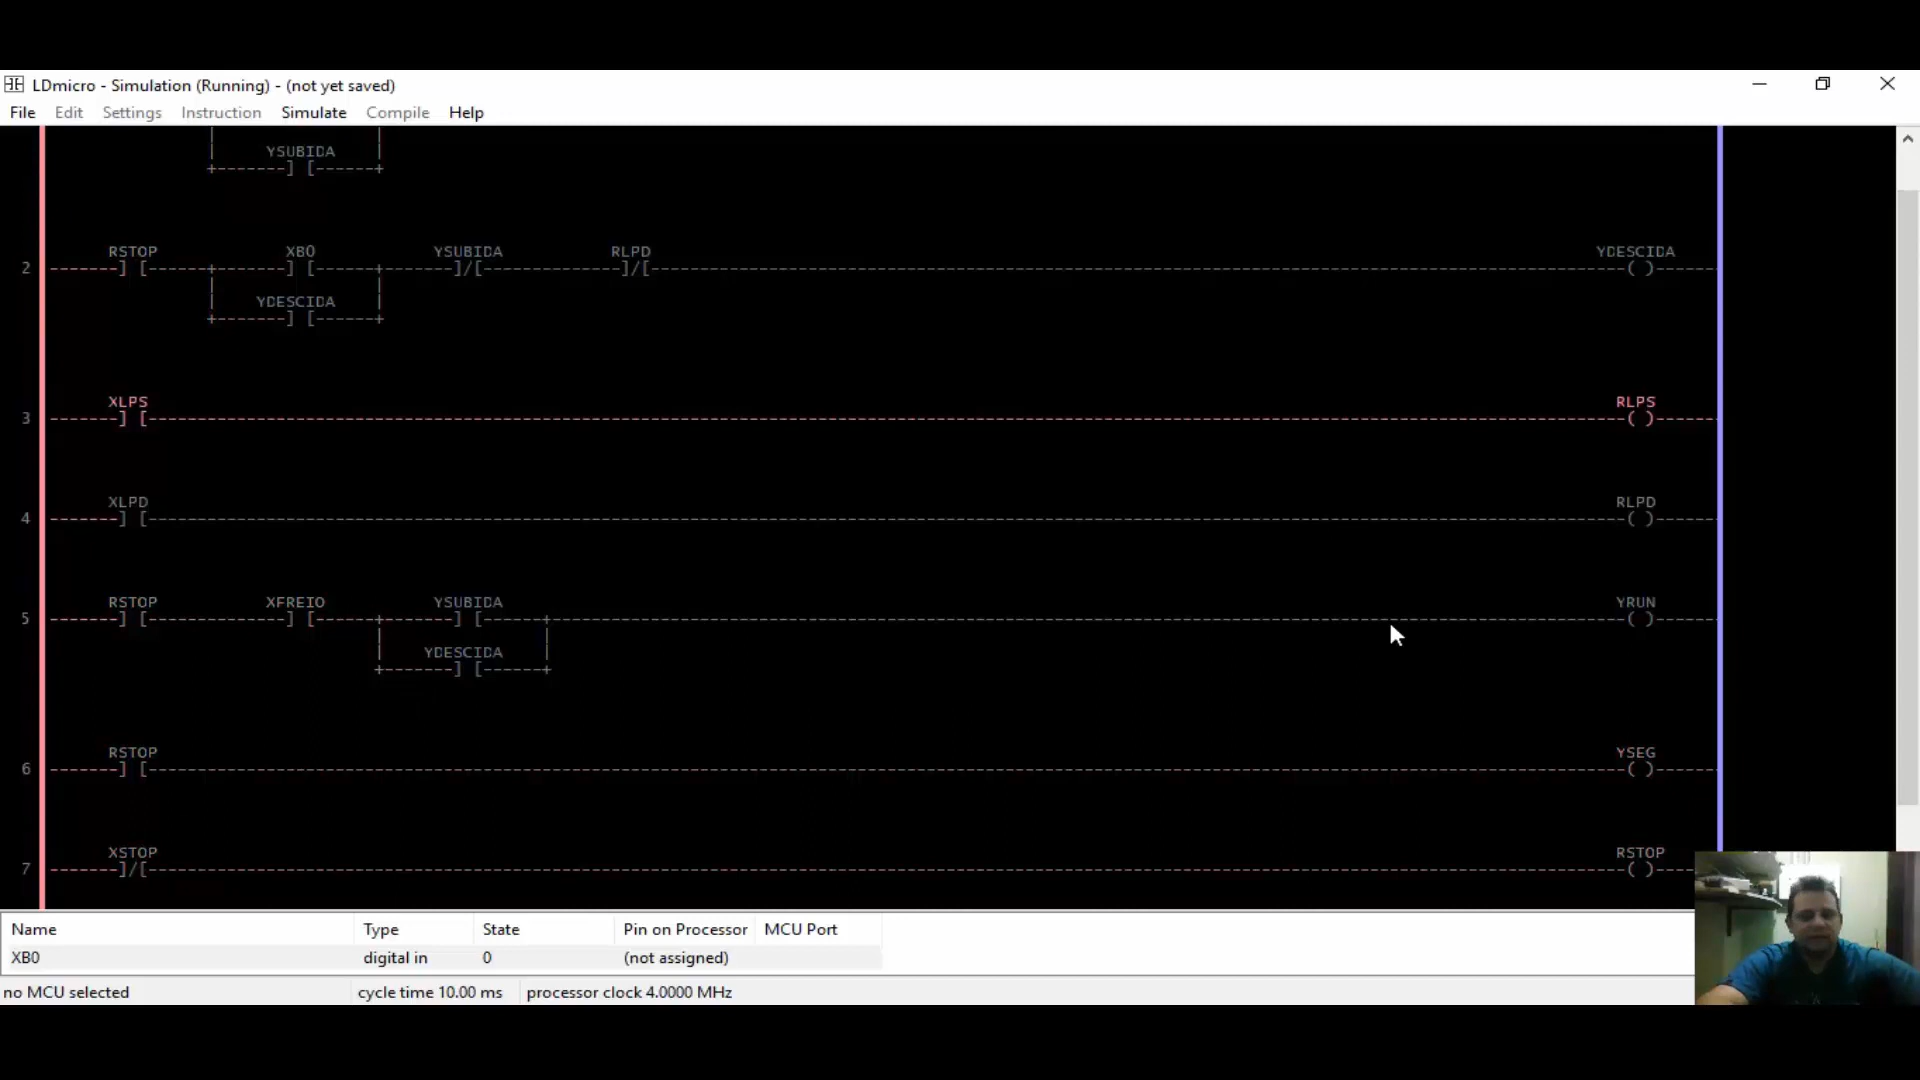 LDmicro - Simulation (Running) - (not yet saved)
File Edit Settings Instruction Simulate Compile Help
YSUBIDA
RSTOP XB0 YSUBIDA RLPD YDESCIDA
2
YDESCIDA
XLPS RLPS
3
XLPD RLPD
4
RSTOP XFREIO YSUBIDA YRUN
5
YDESCIDA
RSTOP YSEG
6
XSTOP RSTOP
7
Name Type State Pin on Processor MCU Port
XB0 digital in 0 (not assigned)
no MCU selected cycle time 10.00 ms processor clock 4.0000 MHz